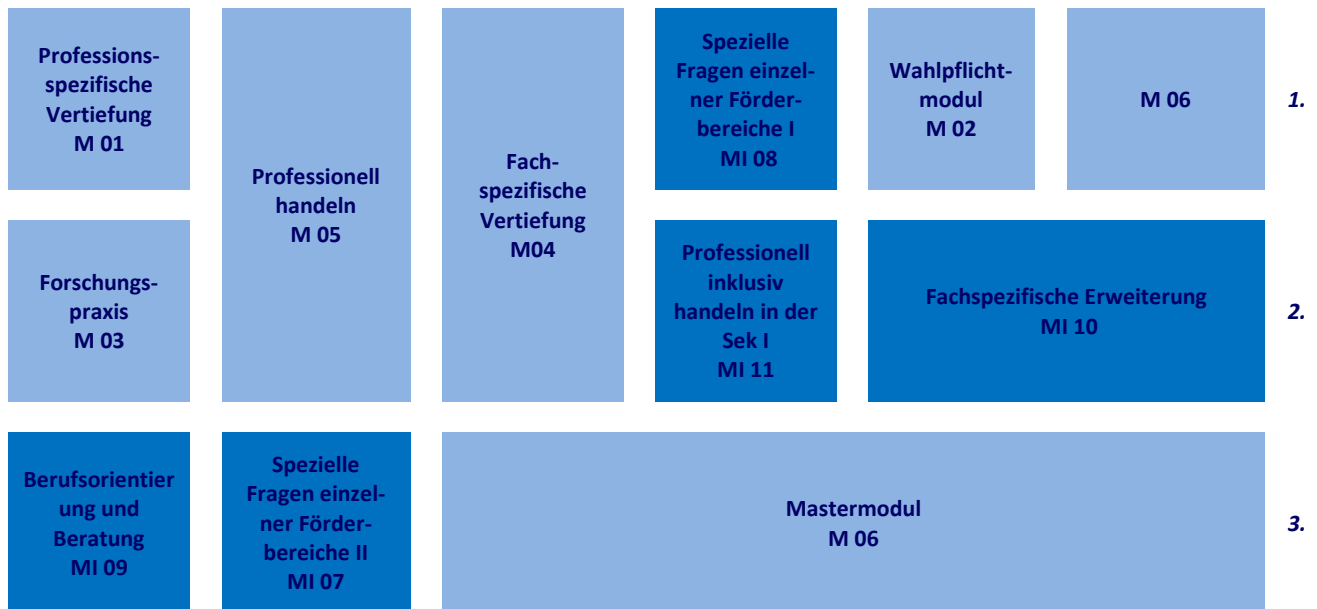 Professions-
spezifische
Vertiefung
M 01
Professionell
handeln
M 05
Fach-
spezifische
Vertiefung
M04
Spezielle
Fragen einzel-
ner Förder-
bereiche I
MI 08
Wahlpflicht-
modul
M 02
M 06
1.
Forschungs-
praxis
M 03
Professionell
inklusiv
handeln in der
Sek I
MI 11
Fachspezifische Erweiterung
MI 10
2.
Berufsorientier
ung und
Beratung
MI 09
Spezielle
Fragen einzel-
ner Förder-
bereiche II
MI 07
Mastermodul
M 06
3.